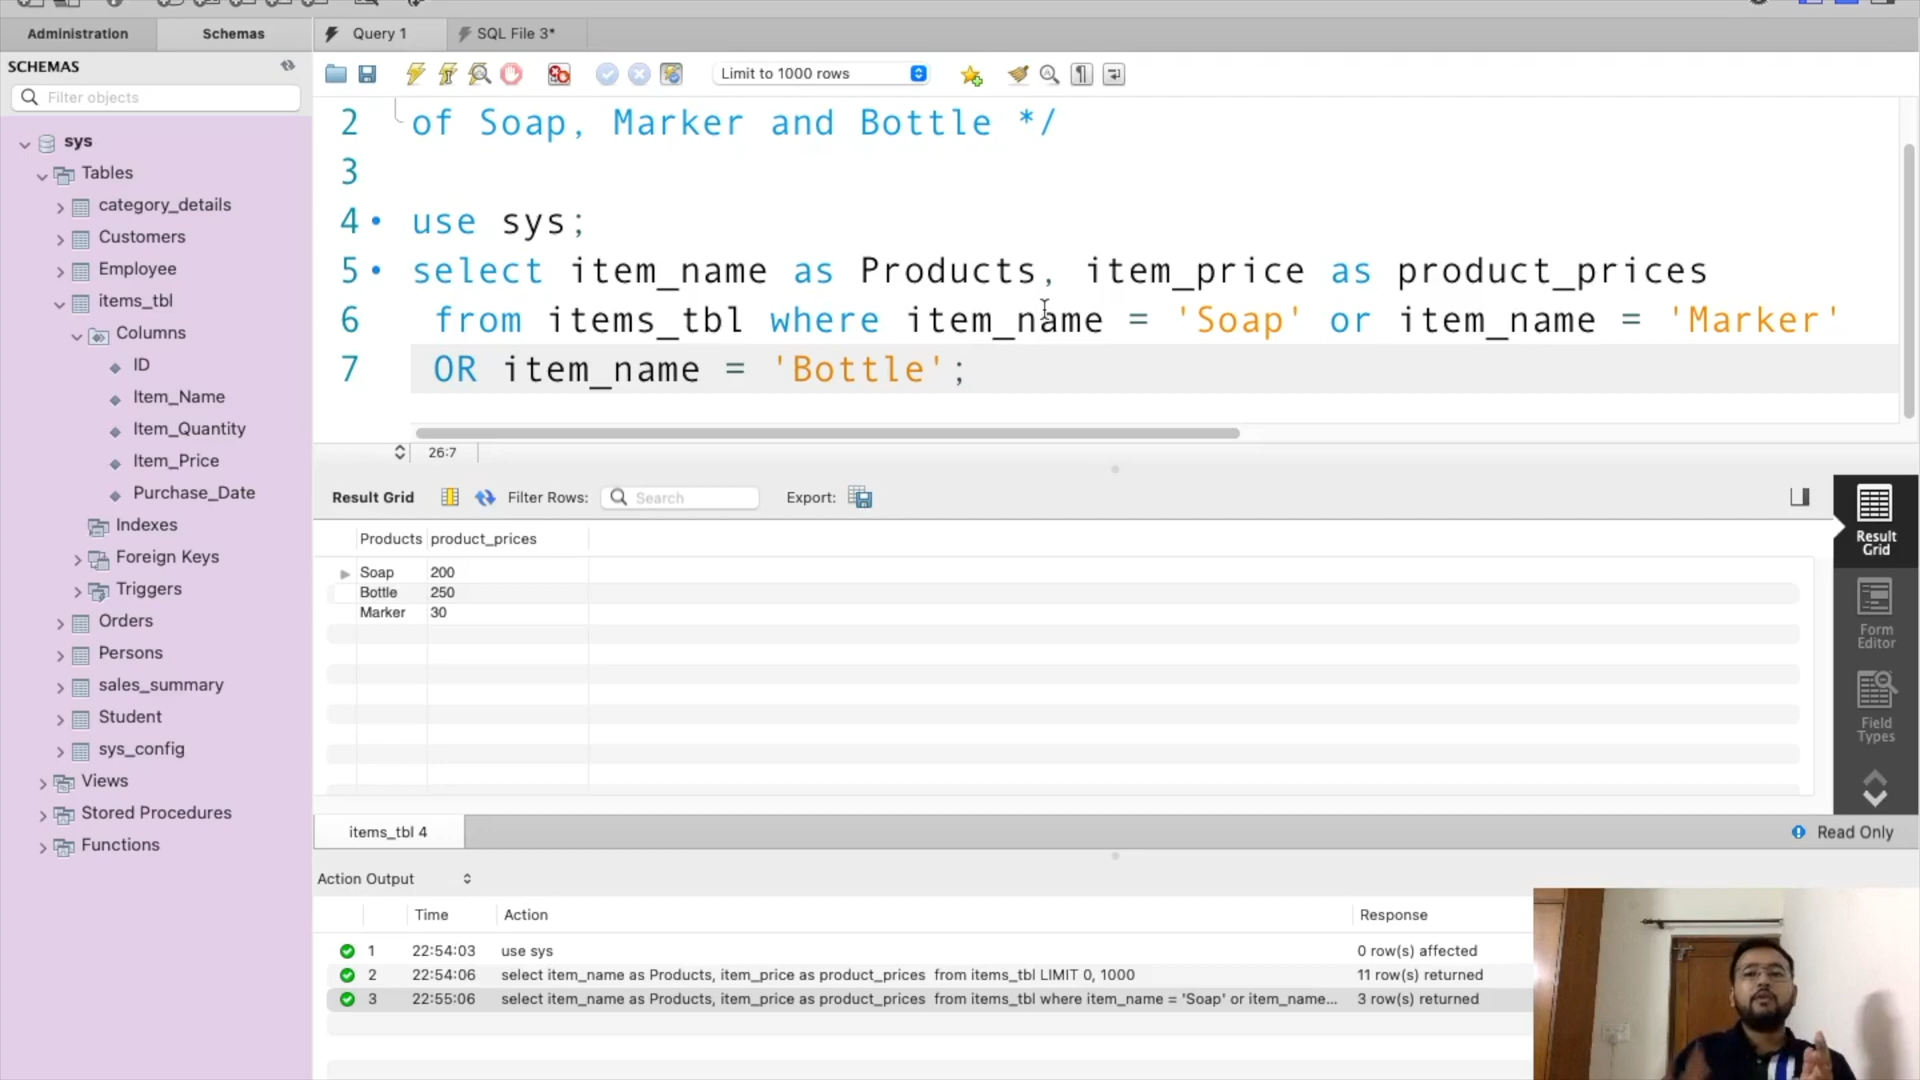 Administration
Schemas
Query 1
SQL File 3*
SCHEMAS
Filter objects
Limit to 1000 rows
sys
Tables
category_details
Customers
Employee
items_tbl
Columns
ID
Item_Name
Item_Quantity
Item_Price
Purchase_Date
Indexes
Foreign Keys
Triggers
Orders
Persons
sales_summary
Student
sys_config
Views
Stored Procedures
Functions
2 of Soap, Marker and Bottle */
3
4 use sys;
5 select item_name as Products, item_price as product_prices
6 from items_tbl where item_name = 'Soap' or item_name = 'Marker'
7 OR item_name = 'Bottle';
26:7
Result Grid
Filter Rows:
Search
Export:
Products product_prices
Soap 200
Bottle 250
Marker 30
Result Grid
Form Editor
Field Types
items_tbl 4
Read Only
Action Output
Time Action Response
1 22:54:03 use sys 0 row(s) affected
2 22:54:06 select item_name as Products, item_price as product_prices from items_tbl LIMIT 0, 1000 11 row(s) returned
3 22:55:06 select item_name as Products, item_price as product_prices from items_tbl where item_name = 'Soap' or item_name... 3 row(s) returned